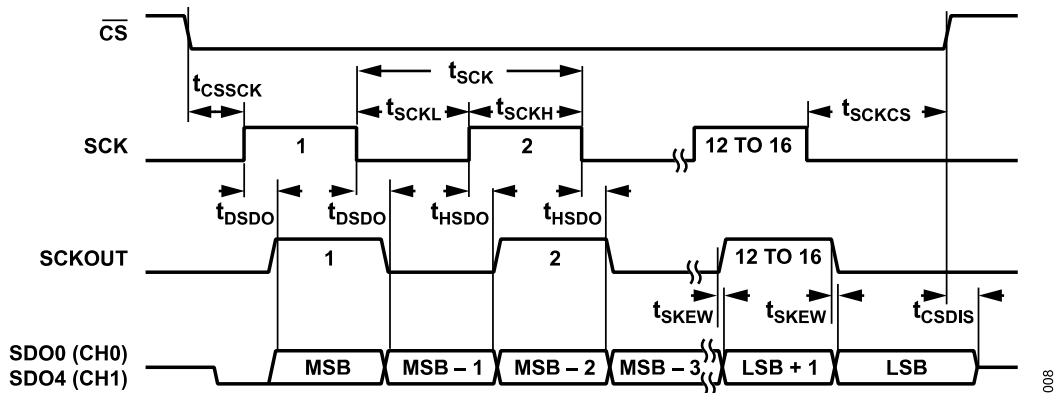 CS
tCSSCK
tSCK
tSCKL
tSCKH
tSCKCS
SCK
1
2
12 TO 16
tDSDO
tDSDO
tHSDO
tHSDO
SCKOUT
1
2
12 TO 16
tSKEW
tSKEW
tCSDIS
SDO0 (CH0)
SDO4 (CH1)
MSB
MSB – 1
MSB – 2
MSB – 3
LSB + 1
LSB
008